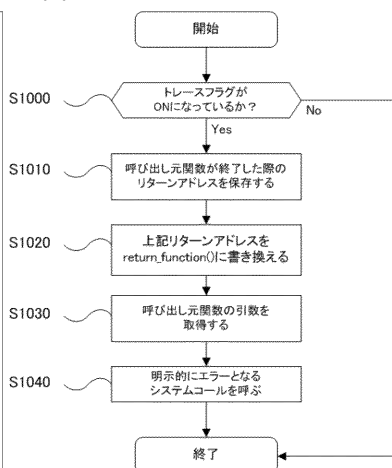 開始
S1000
トレースフラグが
ONになっているか？
No
Yes
S1010
呼び出し元関数が終了した際の
リターンアドレスを保存する
S1020
上記リターンアドレスを
return_function()に書き換える
S1030
呼び出し元関数の引数を
取得する
S1040
明示的にエラーとなる
システムコールを呼ぶ
終了